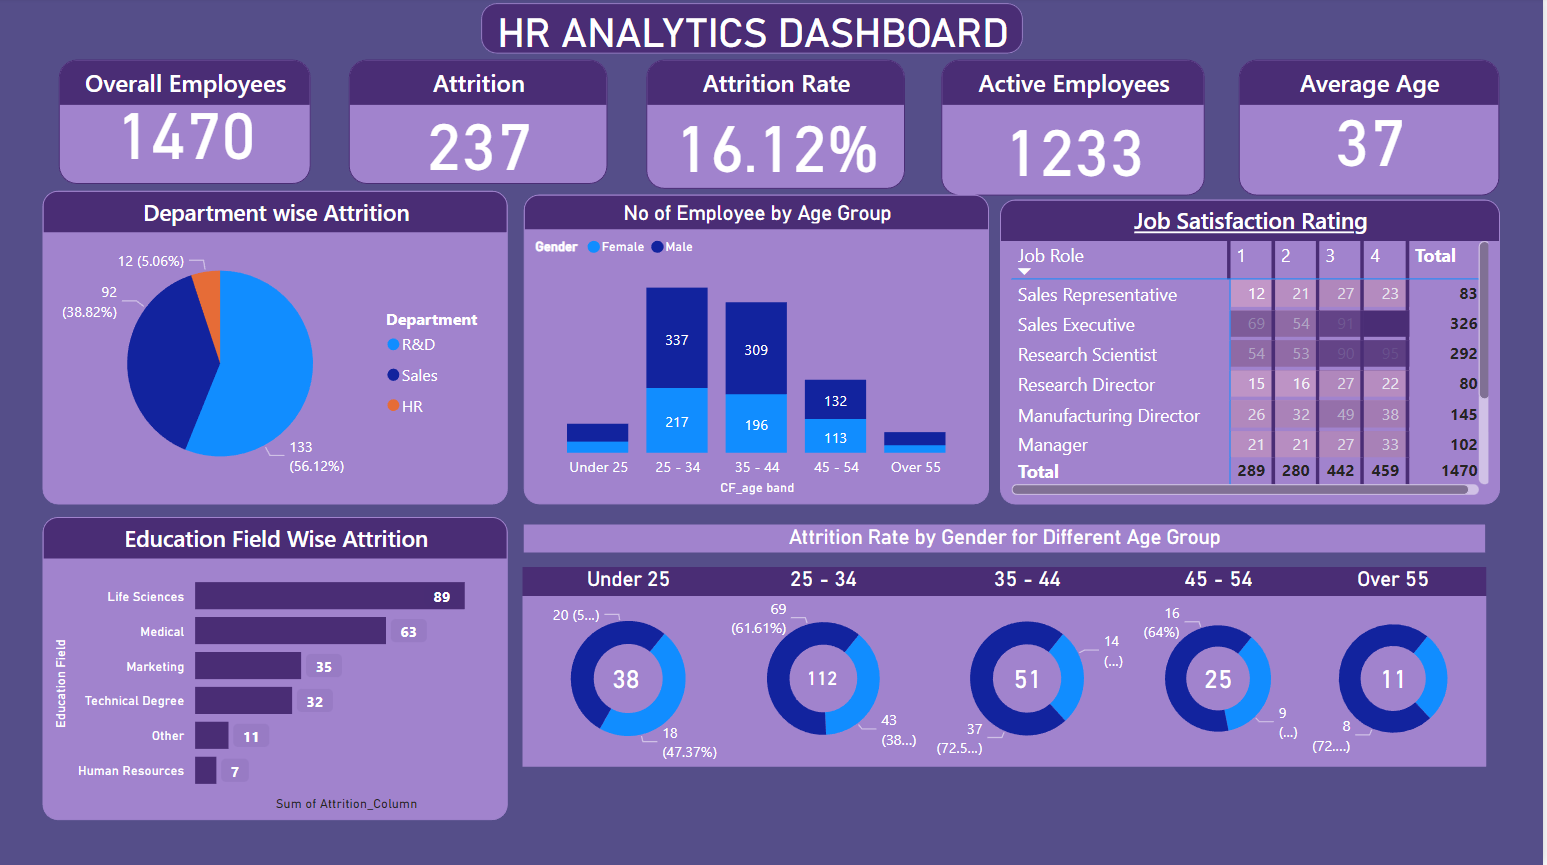 HR ANALYTICS DASHBOARD
Overall Employees
1470
Attrition
237
Attrition Rate
16.12%
Active Employees
1233
Average Age
37
Department wise Attrition
12 (5.06%)
92
(38.82%)
133
(56.12%)
Department
R&D
Sales
HR
No of Employee by Age Group
Gender Female Male
337
309
132
217
196
113
Under 25 25 - 34 35 - 44 45 - 54 Over 55
CF_age band
Job Satisfaction Rating
Job Role 1 2 3 4 Total
Sales Representative 12 21 27 23 83
Sales Executive 69 54 91 326
Research Scientist 54 53 90 95 292
Research Director 15 16 27 22 80
Manufacturing Director 26 32 49 38 145
Manager 21 21 27 33 102
Total 289 280 442 459 1470
Education Field Wise Attrition
Education Field
Life Sciences 89
Medical 63
Marketing 35
Technical Degree 32
Other 11
Human Resources 7
Sum of Attrition_Column
Attrition Rate by Gender for Different Age Group
Under 25 25 - 34 35 - 44 45 - 54 Over 55
20 (5...)
38
18
(47.37%)
69
(61.61%)
112
43
(38...)
14
(...)
51
37
(72.5...)
16
(64%)
25
9
(...)
11
8
(72....)